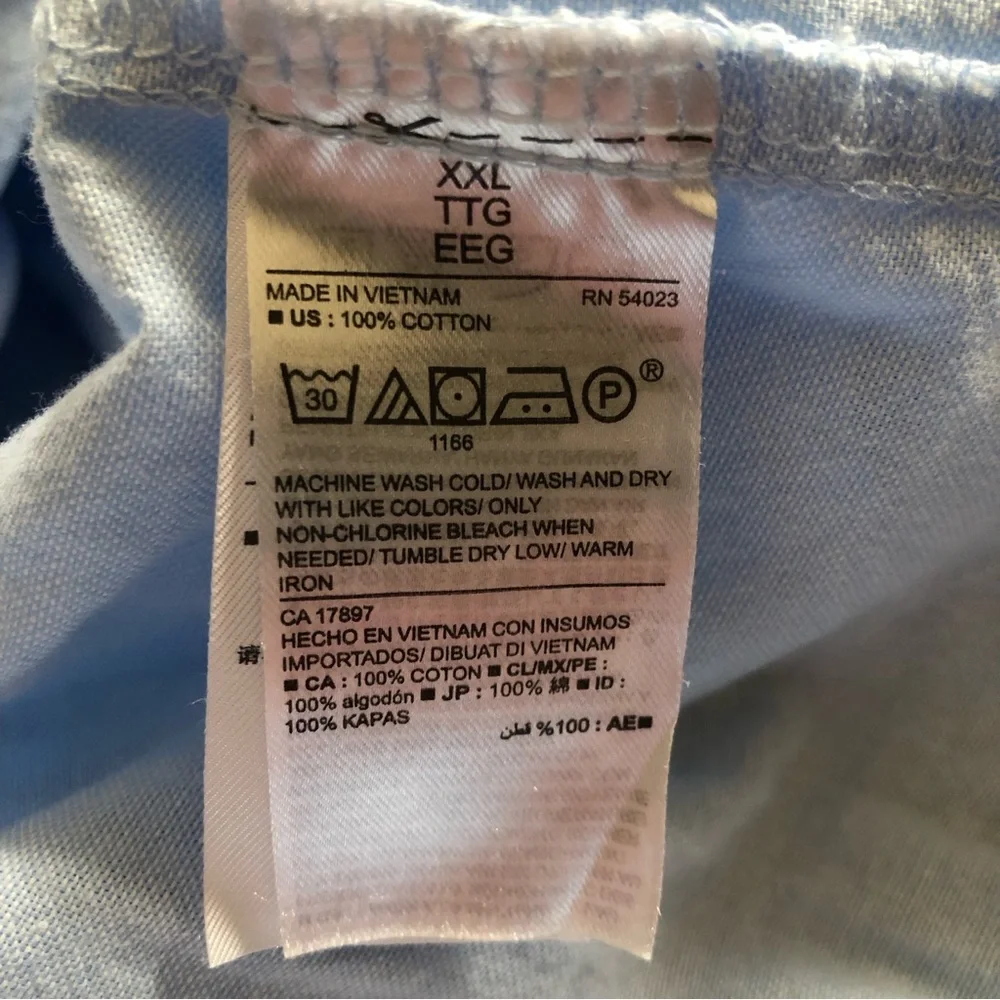 XXL
TTG
EEG
MADE IN VIETNAM RN 54023
■ US : 100% COTTON
30 P ®
1166
MACHINE WASH COLD/ WASH AND DRY
WITH LIKE COLORS/ ONLY
NON-CHLORINE BLEACH WHEN
NEEDED/ TUMBLE DRY LOW/ WARM
IRON
CA 17897
HECHO EN VIETNAM CON INSUMOS
IMPORTADOS/ DIBUAT DI VIETNAM
■ CA : 100% COTON ■ CL/MX/PE :
100% algodón ■ JP : 100% 綿 ■ ID :
100% KAPAS
■AE : 100% قطن
请